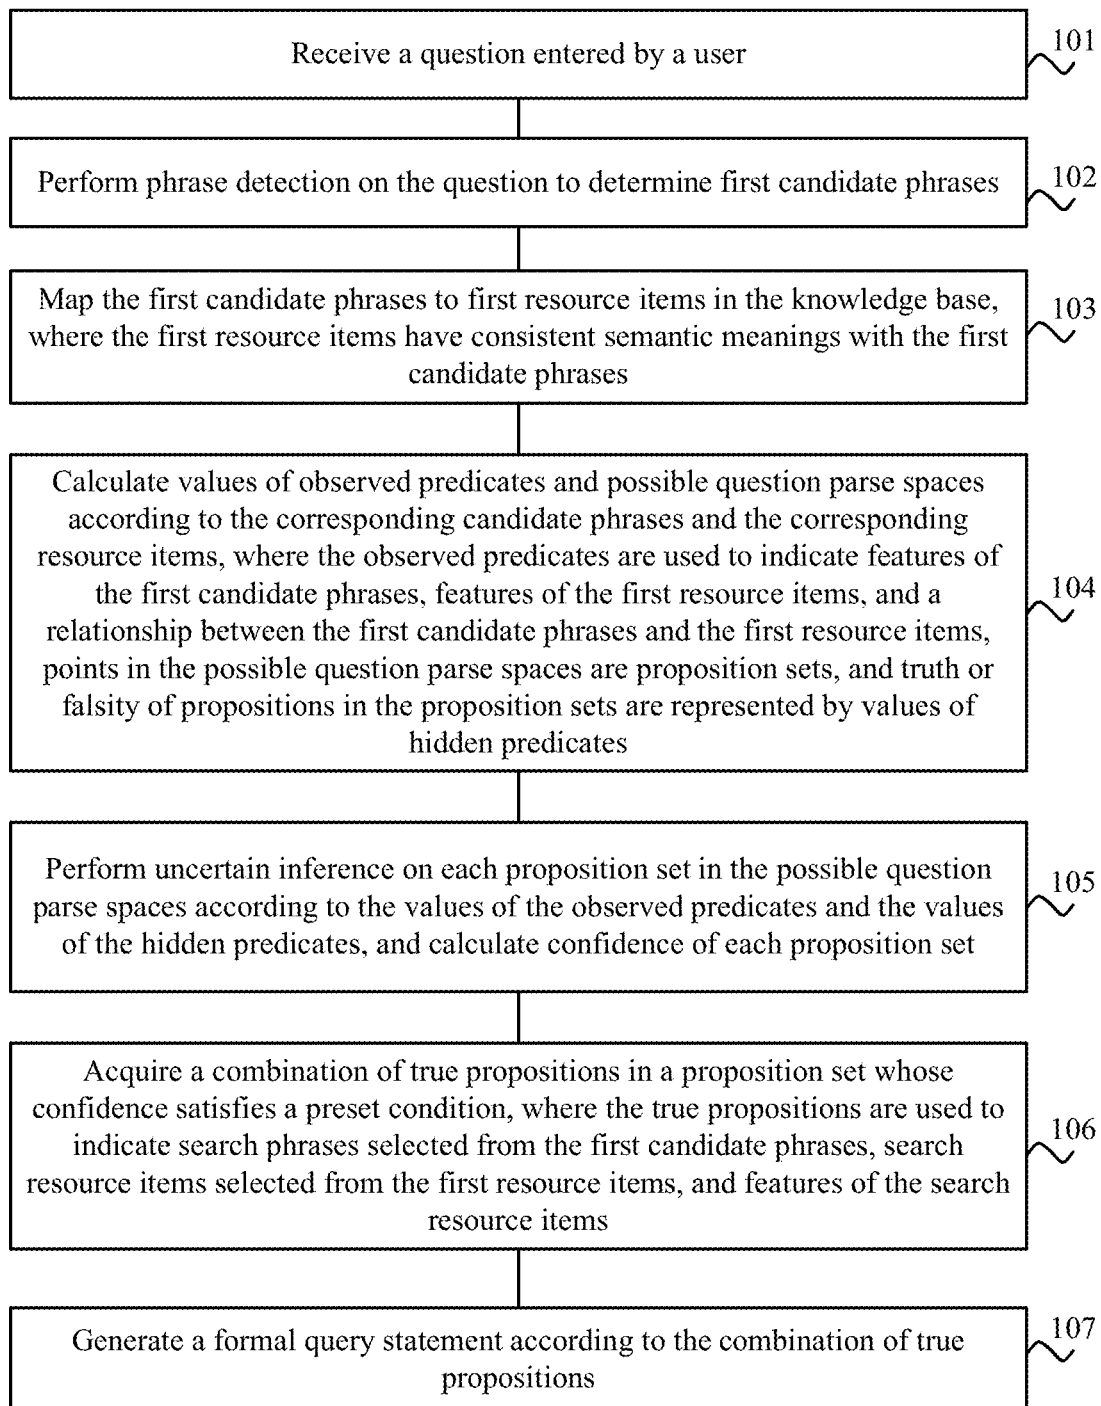 Receive a question entered by a user
101
Perform phrase detection on the question to determine first candidate phrases
102
Map the first candidate phrases to first resource items in the knowledge base,
where the first resource items have consistent semantic meanings with the first
candidate phrases
103
Calculate values of observed predicates and possible question parse spaces
according to the corresponding candidate phrases and the corresponding
resource items, where the observed predicates are used to indicate features of
the first candidate phrases, features of the first resource items, and a
relationship between the first candidate phrases and the first resource items,
points in the possible question parse spaces are proposition sets, and truth or
falsity of propositions in the proposition sets are represented by values of
hidden predicates
104
Perform uncertain inference on each proposition set in the possible question
parse spaces according to the values of the observed predicates and the values
of the hidden predicates, and calculate confidence of each proposition set
105
Acquire a combination of true propositions in a proposition set whose
confidence satisfies a preset condition, where the true propositions are used to
indicate search phrases selected from the first candidate phrases, search
resource items selected from the first resource items, and features of the search
resource items
106
Generate a formal query statement according to the combination of true
propositions
107